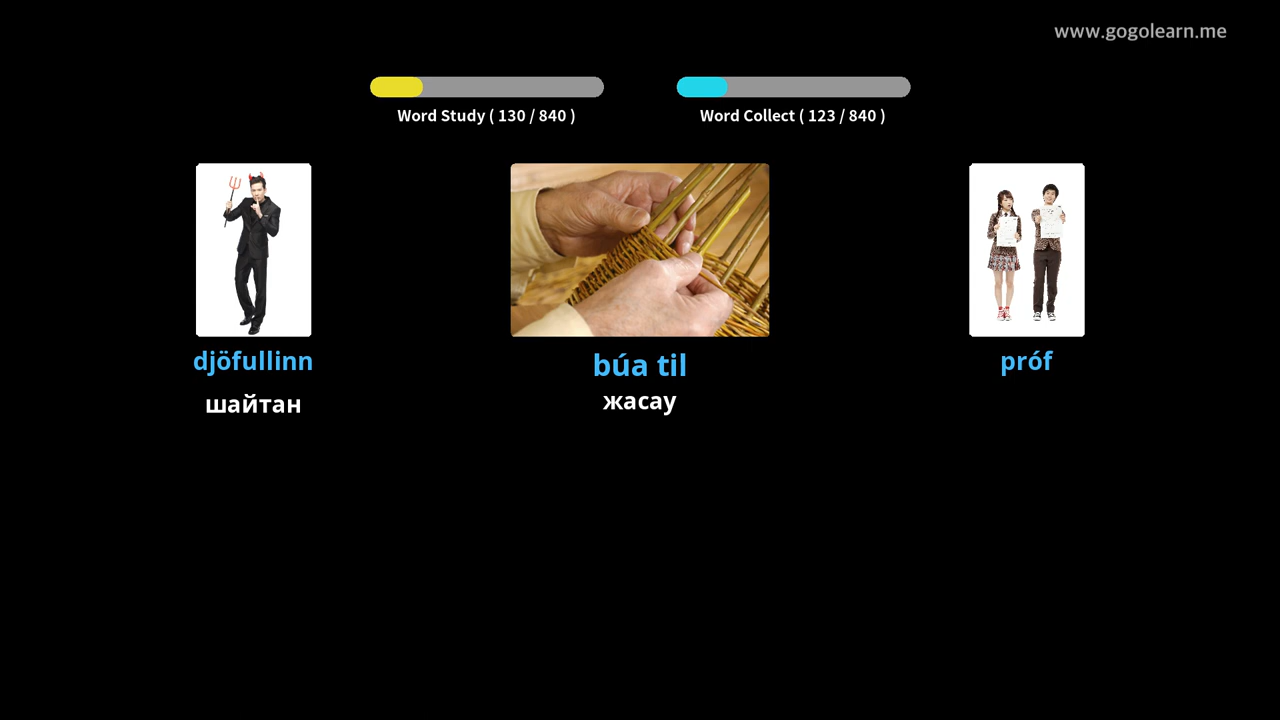 www.gogolearn.me
Word Study ( 130 / 840 )
Word Collect ( 123 / 840 )
djöfullinn
шайтан
búa til
жасау
próf